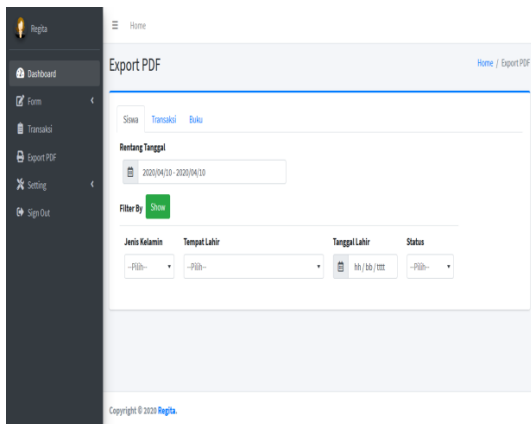 Regita
Home
Dashboard
Form
Transaksi
Export PDF
Setting
Sign Out
Export PDF
Home / Export PDF
Siswa Transaksi Buku
Rentang Tanggal
2020/04/10 - 2020/04/10
Filter By Show
Jenis Kelamin Tempat Lahir Tanggal Lahir Status
--Pilih-- --Pilih-- hh / bb / tttt --Pilih--
Copyright © 2020 Regita.